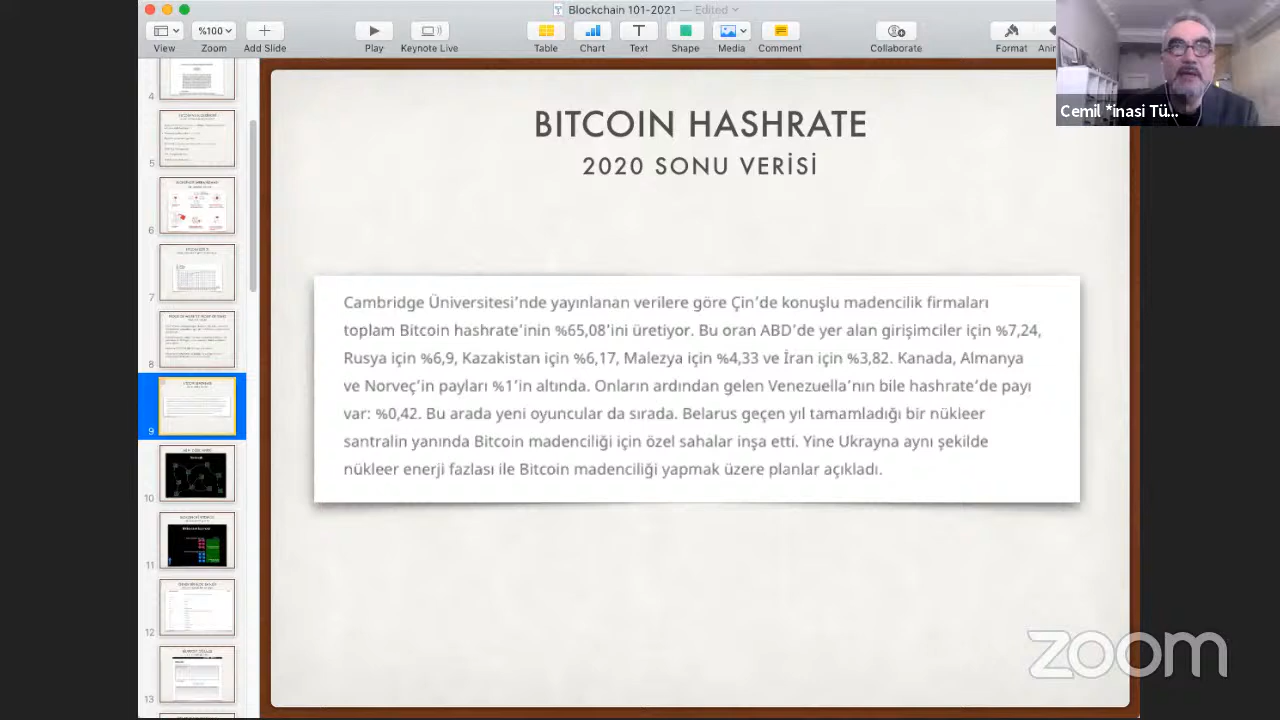 Blockchain 101-2021 — Edited
%100
View
Zoom
Add Slide
Play
Keynote Live
Table
Chart
Text
Shape
Media
Comment
Collaborate
Format
Cemil *inasi Tü...
4
5
6
7
8
9
10
11
12
13
BITCOIN HASHRATE
2020 SONU VERİSİ
Cambridge Üniversitesi'nde yayınlanan verilere göre Çin'de konuşlu madencilik firmaları
toplam Bitcoin hashrate'inin %65,08'ini üretiyor. Bu oran ABD'de yer alan üretimciler için %7,24,
Rusya için %6,9, Kazakistan için %6,17, Malezya için %4,33 ve İran için %3,82. Kanada, Almanya
ve Norveç'in payları %1'in altında. Onların ardından gelen Venezuella'nın bile hashrate'de payı
var: %0,42. Bu arada yeni oyuncular da sırada. Belarus geçen yıl tamamladığı bir nükleer
santralin yanında Bitcoin madenciliği için özel sahalar inşa etti. Yine Ukrayna aynı şekilde
nükleer enerji fazlası ile Bitcoin madenciliği yapmak üzere planlar açıkladı.
zoom